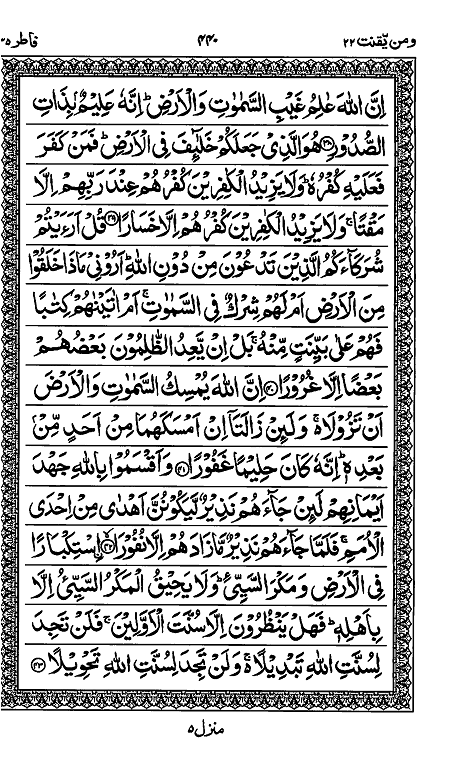 ومن یّقنت ۲۲ ۴۴۰ فاطر ۳۵
اِنَّ اللّٰهَ عٰلِمُ غَيْبِ السَّمٰوٰتِ وَالْاَرْضِ ؕ اِنَّهٗ عَلِيْمٌۢ بِذَاتِ
الصُّدُوْرِ ﴿۳۸﴾ هُوَ الَّذِيْ جَعَلَكُمْ خَلٰٓئِفَ فِي الْاَرْضِ ؕ فَمَنْ كَفَرَ
فَعَلَيْهِ كُفْرُهٗ ؕ وَلَا يَزِيْدُ الْكٰفِرِيْنَ كُفْرُهُمْ عِنْدَ رَبِّهِمْ اِلَّا
مَقْتًا ۚ وَلَا يَزِيْدُ الْكٰفِرِيْنَ كُفْرُهُمْ اِلَّا خَسَارًا ﴿۳۹﴾ قُلْ اَرَءَيْتُمْ
شُرَكَآءَكُمُ الَّذِيْنَ تَدْعُوْنَ مِنْ دُوْنِ اللّٰهِ ؕ اَرُوْنِيْ مَاذَا خَلَقُوْا
مِنَ الْاَرْضِ اَمْ لَهُمْ شِرْكٌ فِي السَّمٰوٰتِ ۚ اَمْ اٰتَيْنٰهُمْ كِتٰبًا
فَهُمْ عَلٰى بَيِّنَتٍ مِّنْهُ ۚ بَلْ اِنْ يَّعِدُ الظّٰلِمُوْنَ بَعْضُهُمْ
بَعْضًا اِلَّا غُرُوْرًا ﴿۴۰﴾ اِنَّ اللّٰهَ يُمْسِكُ السَّمٰوٰتِ وَالْاَرْضَ
اَنْ تَزُوْلَا ۚ وَلَئِنْ زَالَتَاۤ اِنْ اَمْسَكَهُمَا مِنْ اَحَدٍ مِّنْۢ
بَعْدِهٖ ؕ اِنَّهٗ كَانَ حَلِيْمًا غَفُوْرًا ﴿۴۱﴾ وَاَقْسَمُوْا بِاللّٰهِ جَهْدَ
اَيْمَانِهِمْ لَئِنْ جَآءَهُمْ نَذِيْرٌ لَّيَكُوْنُنَّ اَهْدٰى مِنْ اِحْدَى
الْاُمَمِ ۚ فَلَمَّا جَآءَهُمْ نَذِيْرٌ مَّا زَادَهُمْ اِلَّا نُفُوْرًا ﴿۴۲﴾ اِسْتِكْبَارًا
فِي الْاَرْضِ وَمَكْرَ السَّيِّئِ ؕ وَلَا يَحِيْقُ الْمَكْرُ السَّيِّئُ اِلَّا
بِاَهْلِهٖ ؕ فَهَلْ يَنْظُرُوْنَ اِلَّا سُنَّتَ الْاَوَّلِيْنَ ۚ فَلَنْ تَجِدَ
لِسُنَّتِ اللّٰهِ تَبْدِيْلًا ۚ وَلَنْ تَجِدَ لِسُنَّتِ اللّٰهِ تَحْوِيْلًا ﴿۴۳﴾
منزل ۵